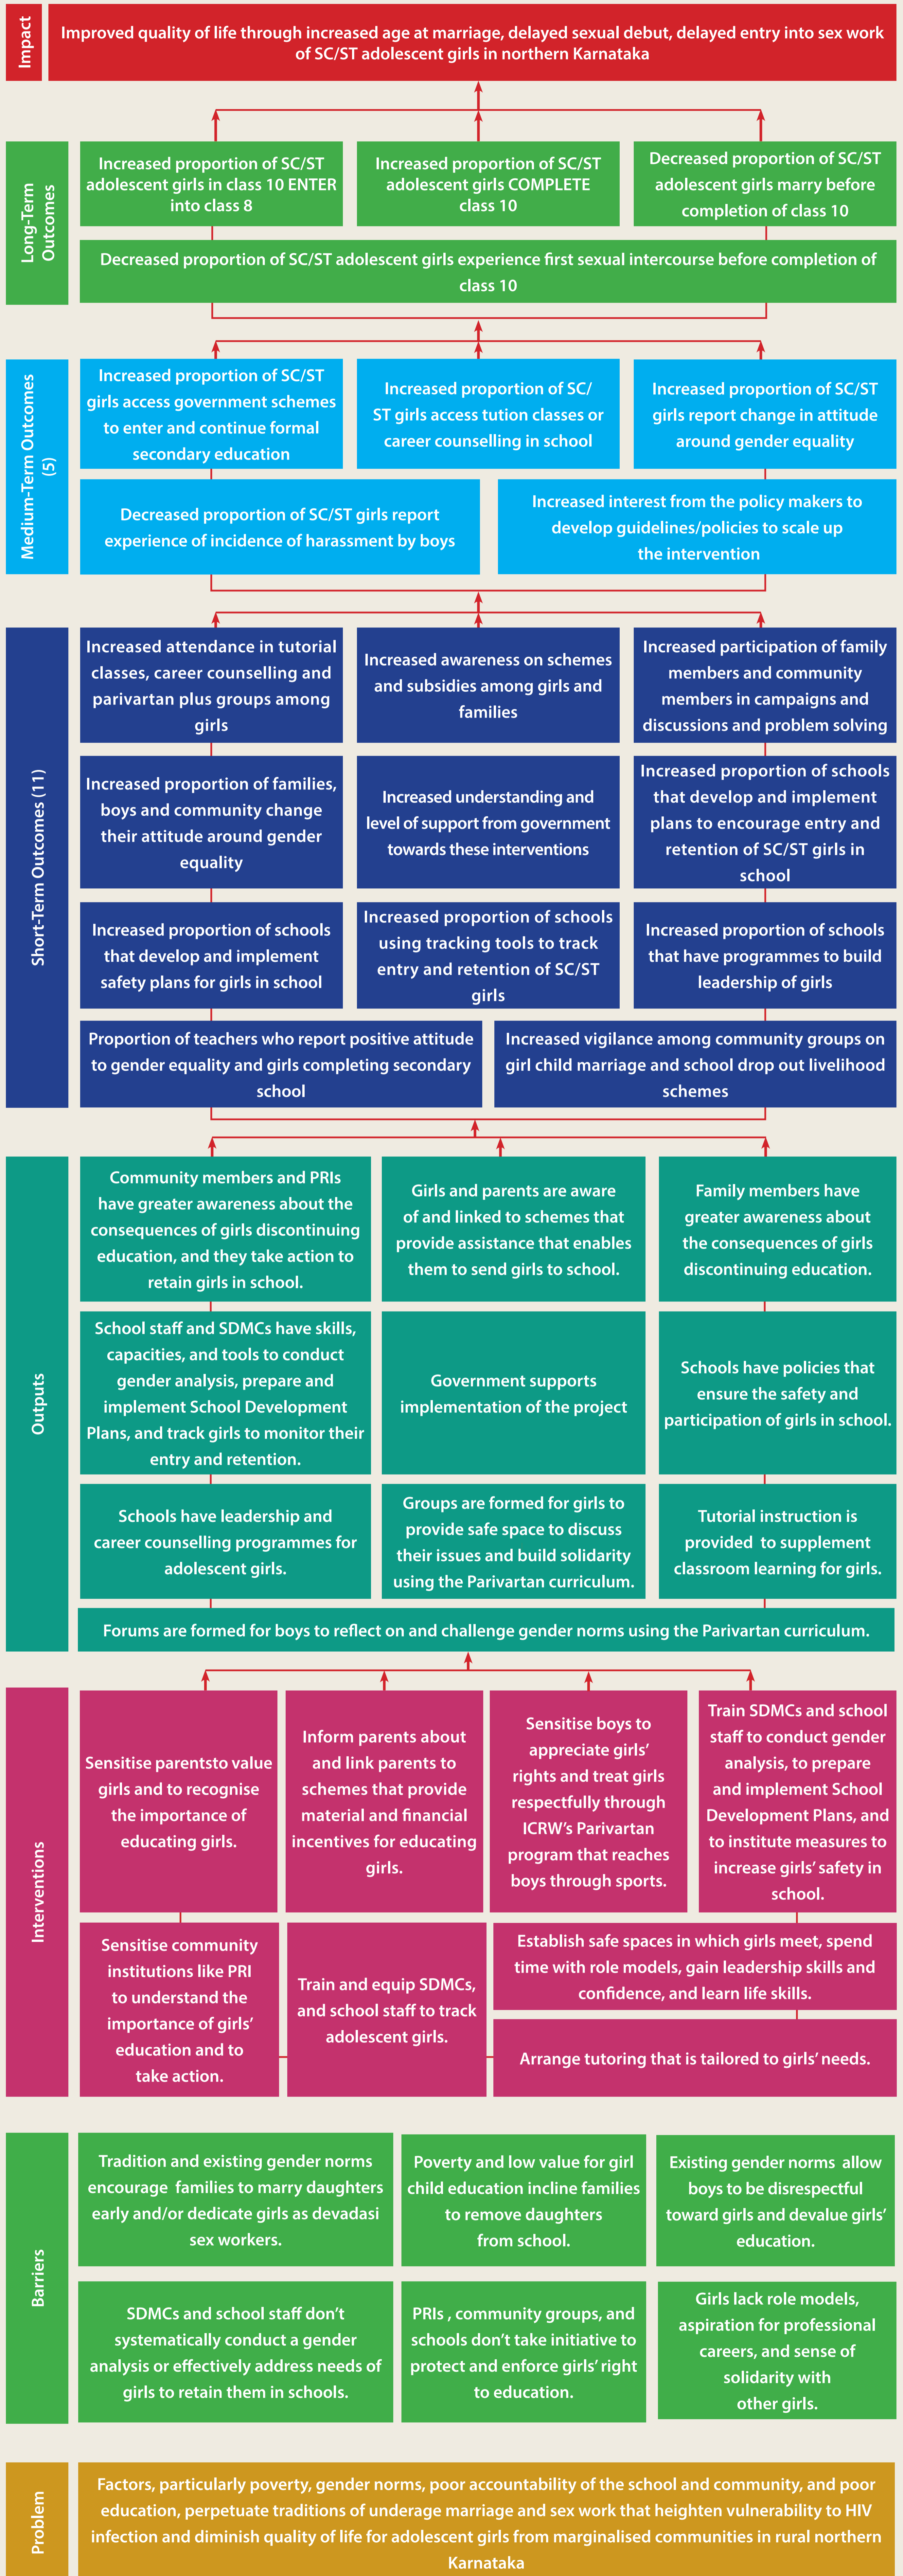 Impact
Improved quality of life through increased age at marriage, delayed sexual debut, delayed entry into sex work
of SC/ST adolescent girls in northern Karnataka
Long-Term
Outcomes
Increased proportion of SC/ST
adolescent girls in class 10 ENTER
into class 8
Increased proportion of SC/ST
adolescent girls COMPLETE
class 10
Decreased proportion of SC/ST
adolescent girls marry before
completion of class 10
Decreased proportion of SC/ST adolescent girls experience first sexual intercourse before completion of
class 10
Medium-Term Outcomes
(5)
Increased proportion of SC/ST
girls access government schemes
to enter and continue formal
secondary education
Increased proportion of SC/
ST girls access tution classes or
career counselling in school
Increased proportion of SC/ST
girls report change in attitude
around gender equality
Decreased proportion of SC/ST girls report
experience of incidence of harassment by boys
Increased interest from the policy makers to
develop guidelines/policies to scale up
the intervention
Short-Term Outcomes (11)
Increased attendance in tutorial
classes, career counselling and
parivartan plus groups among
girls
Increased awareness on schemes
and subsidies among girls and
families
Increased participation of family
members and community
members in campaigns and
discussions and problem solving
Increased proportion of families,
boys and community change
their attitude around gender
equality
Increased understanding and
level of support from government
towards these interventions
Increased proportion of schools
that develop and implement
plans to encourage entry and
retention of SC/ST girls in
school
Increased proportion of schools
that develop and implement
safety plans for girls in school
Increased proportion of schools
using tracking tools to track
entry and retention of SC/ST
girls
Increased proportion of schools
that have programmes to build
leadership of girls
Proportion of teachers who report positive attitude
to gender equality and girls completing secondary
school
Increased vigilance among community groups on
girl child marriage and school drop out livelihood
schemes
Outputs
Community members and PRIs
have greater awareness about the
consequences of girls discontinuing
education, and they take action to
retain girls in school.
Girls and parents are aware
of and linked to schemes that
provide assistance that enables
them to send girls to school.
Family members have
greater awareness about
the consequences of girls
discontinuing education.
School staff and SDMCs have skills,
capacities, and tools to conduct
gender analysis, prepare and
implement School Development
Plans, and track girls to monitor their
entry and retention.
Government supports
implementation of the project
Schools have policies that
ensure the safety and
participation of girls in school.
Schools have leadership and
career counselling programmes for
adolescent girls.
Groups are formed for girls to
provide safe space to discuss
their issues and build solidarity
using the Parivartan curriculum.
Tutorial instruction is
provided to supplement
classroom learning for girls.
Forums are formed for boys to reflect on and challenge gender norms using the Parivartan curriculum.
Interventions
Sensitise parentsto value
girls and to recognise
the importance of
educating girls.
Inform parents about
and link parents to
schemes that provide
material and financial
incentives for educating
girls.
Sensitise boys to
appreciate girls'
rights and treat girls
respectfully through
ICRW's Parivartan
program that reaches
boys through sports.
Train SDMCs and school
staff to conduct gender
analysis, to prepare
and implement School
Development Plans, and
to institute measures to
increase girls' safety in
school.
Sensitise community
institutions like PRI
to understand the
importance of girls'
education and to
take action.
Train and equip SDMCs,
and school staff to track
adolescent girls.
Establish safe spaces in which girls meet, spend
time with role models, gain leadership skills and
confidence, and learn life skills.
Arrange tutoring that is tailored to girls' needs.
Barriers
Tradition and existing gender norms
encourage families to marry daughters
early and/or dedicate girls as devadasi
sex workers.
Poverty and low value for girl
child education incline families
to remove daughters
from school.
Existing gender norms allow
boys to be disrespectful
toward girls and devalue girls'
education.
SDMCs and school staff don't
systematically conduct a gender
analysis or effectively address needs of
girls to retain them in schools.
PRIs , community groups, and
schools don't take initiative to
protect and enforce girls' right
to education.
Girls lack role models,
aspiration for professional
careers, and sense of
solidarity with
other girls.
Problem
Factors, particularly poverty, gender norms, poor accountability of the school and community, and poor
education, perpetuate traditions of underage marriage and sex work that heighten vulnerability to HIV
infection and diminish quality of life for adolescent girls from marginalised communities in rural northern
Karnataka